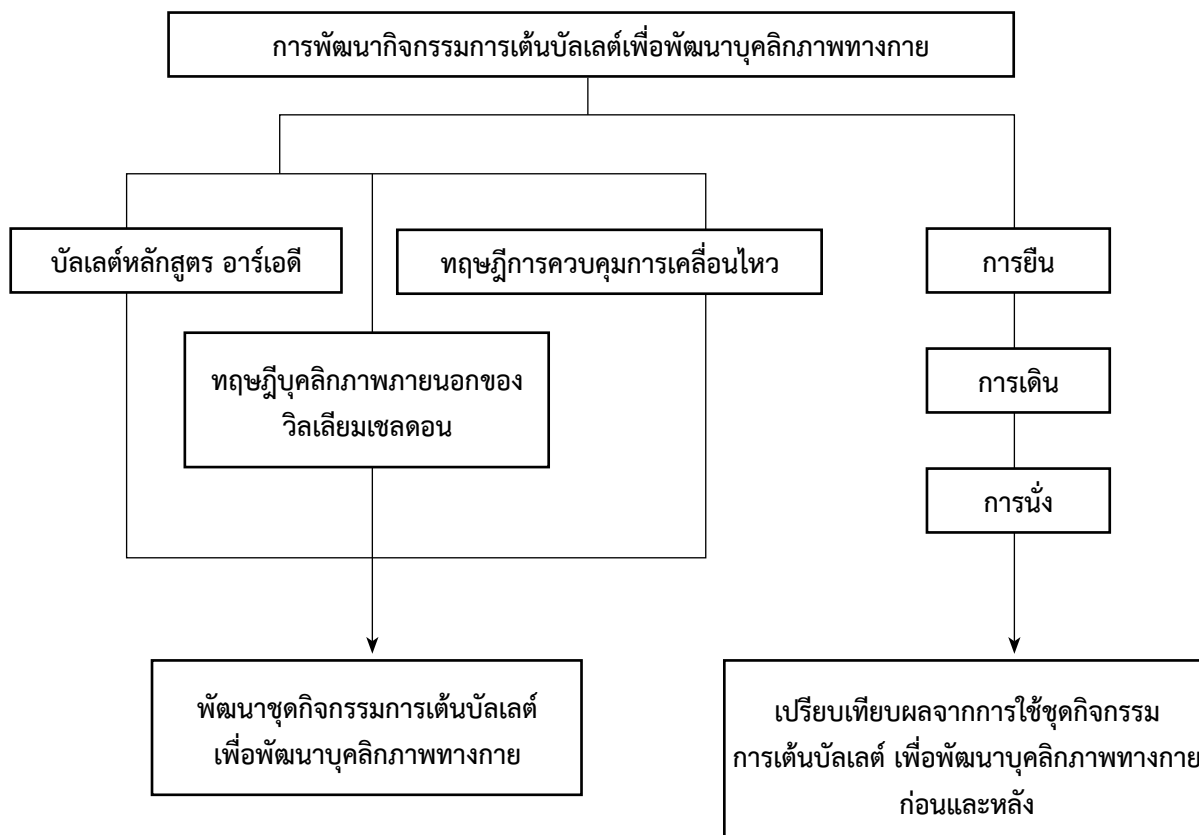 การพัฒนากิจกรรมการเต้นบัลเลต์เพื่อพัฒนาบุคลิกภาพทางกาย
บัลเลต์หลักสูตร อาร์เอดี
ทฤษฎีการควบคุมการเคลื่อนไหว
การยืน
ทฤษฎีบุคลิกภาพภายนอกของ
วิลเลียมเชลดอน
การเดิน
การนั่ง
พัฒนาชุดกิจกรรมการเต้นบัลเลต์
เพื่อพัฒนาบุคลิกภาพทางกาย
เปรียบเทียบผลจากการใช้ชุดกิจกรรม
การเต้นบัลเลต์ เพื่อพัฒนาบุคลิกภาพทางกาย
ก่อนและหลัง